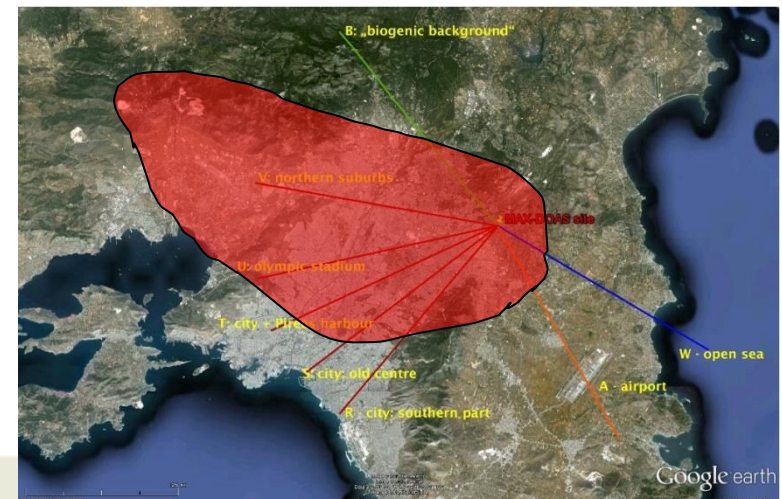 B: „biogenic background“
V: northern suburbs
MAX-DOAS site
U: olympic stadium
T: city + Pireas harbour
W - open sea
S: city: old centre
A - airport
R - city: southern part
Google earth